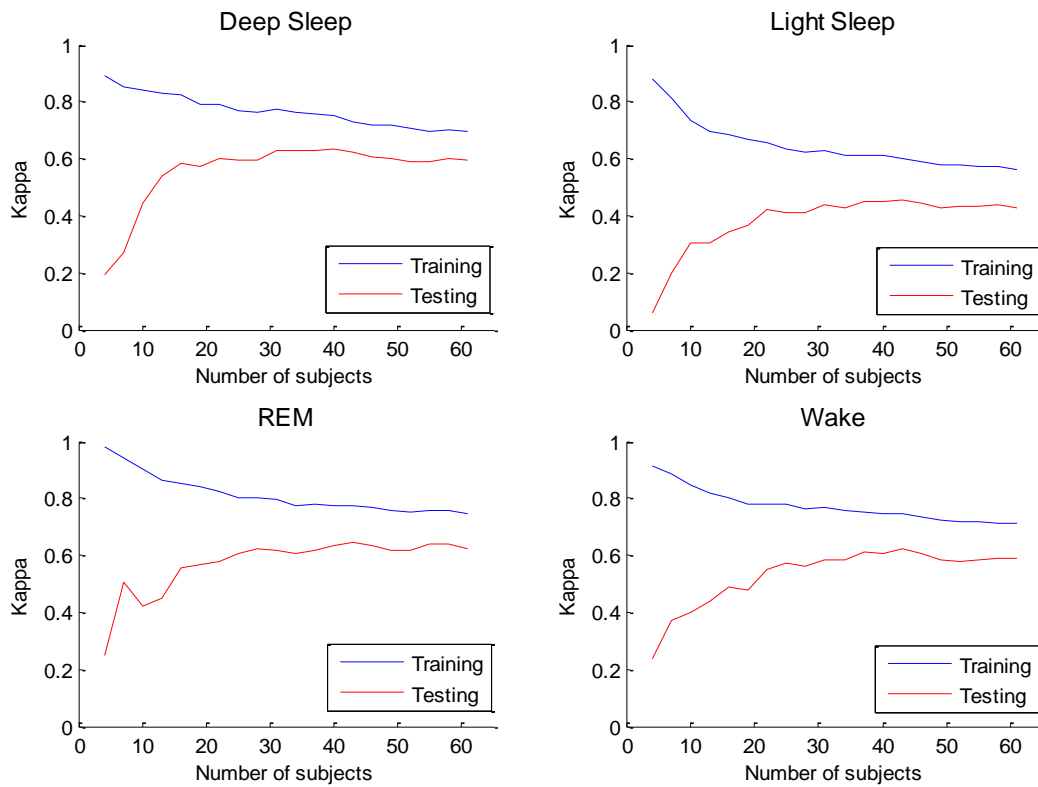 Deep Sleep
1
0.8
0.6
0.4
0.2
0
Kappa
Training
Testing
0 10 20 30 40 50 60
Number of subjects
Light Sleep
1
0.8
0.6
0.4
0.2
0
Kappa
Training
Testing
0 10 20 30 40 50 60
Number of subjects
REM
1
0.8
0.6
0.4
0.2
0
Kappa
Training
Testing
0 10 20 30 40 50 60
Number of subjects
Wake
1
0.8
0.6
0.4
0.2
0
Kappa
Training
Testing
0 10 20 30 40 50 60
Number of subjects